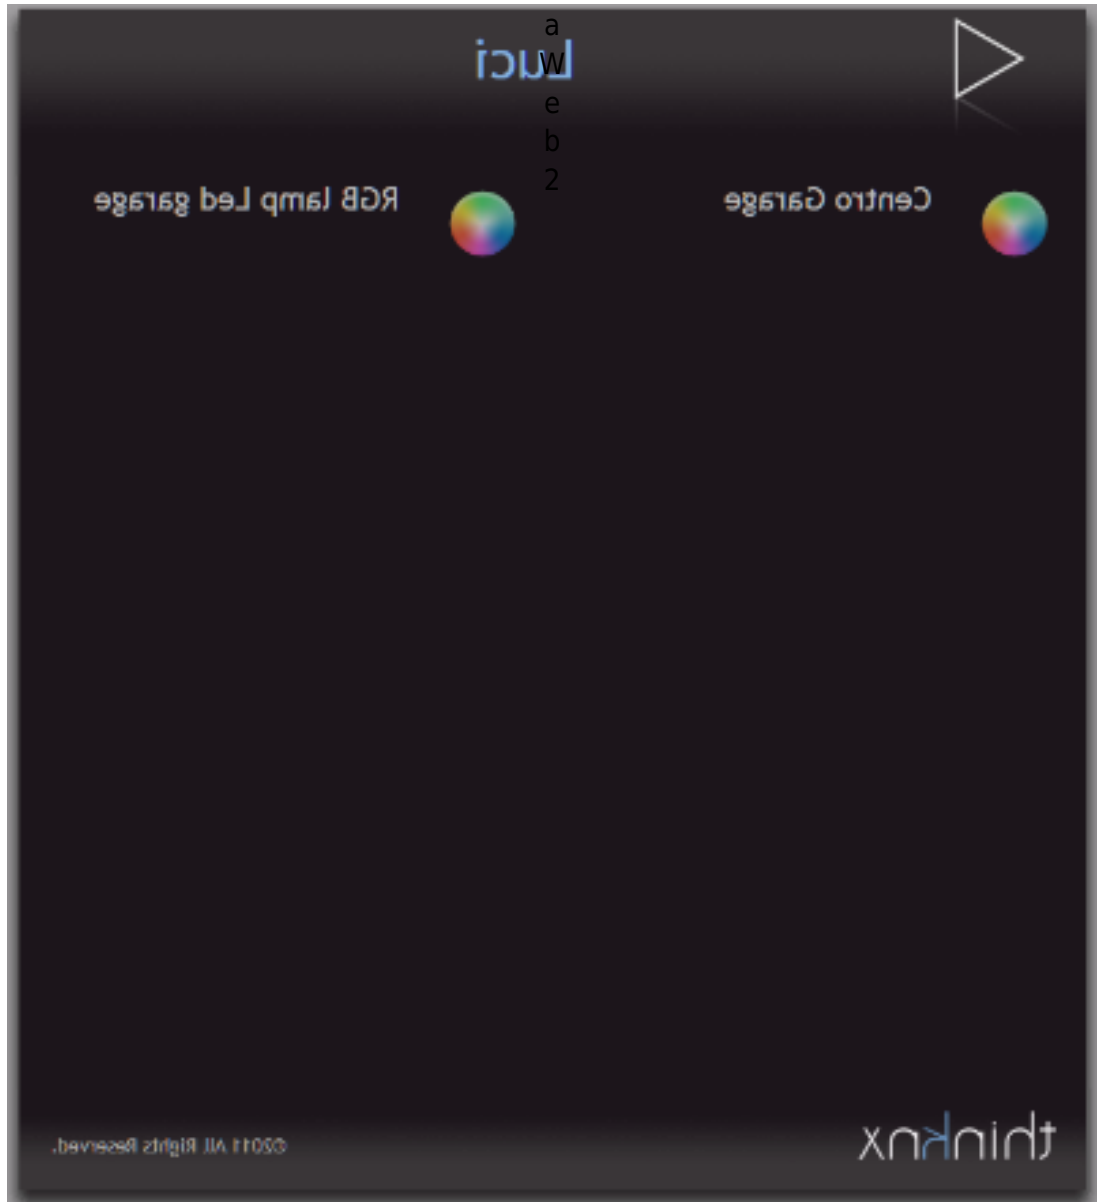 Luci
a
W
e
b
2
Centro Garage
RGB lamp Led garage
thinknx
©2011 All Rights Reserved.